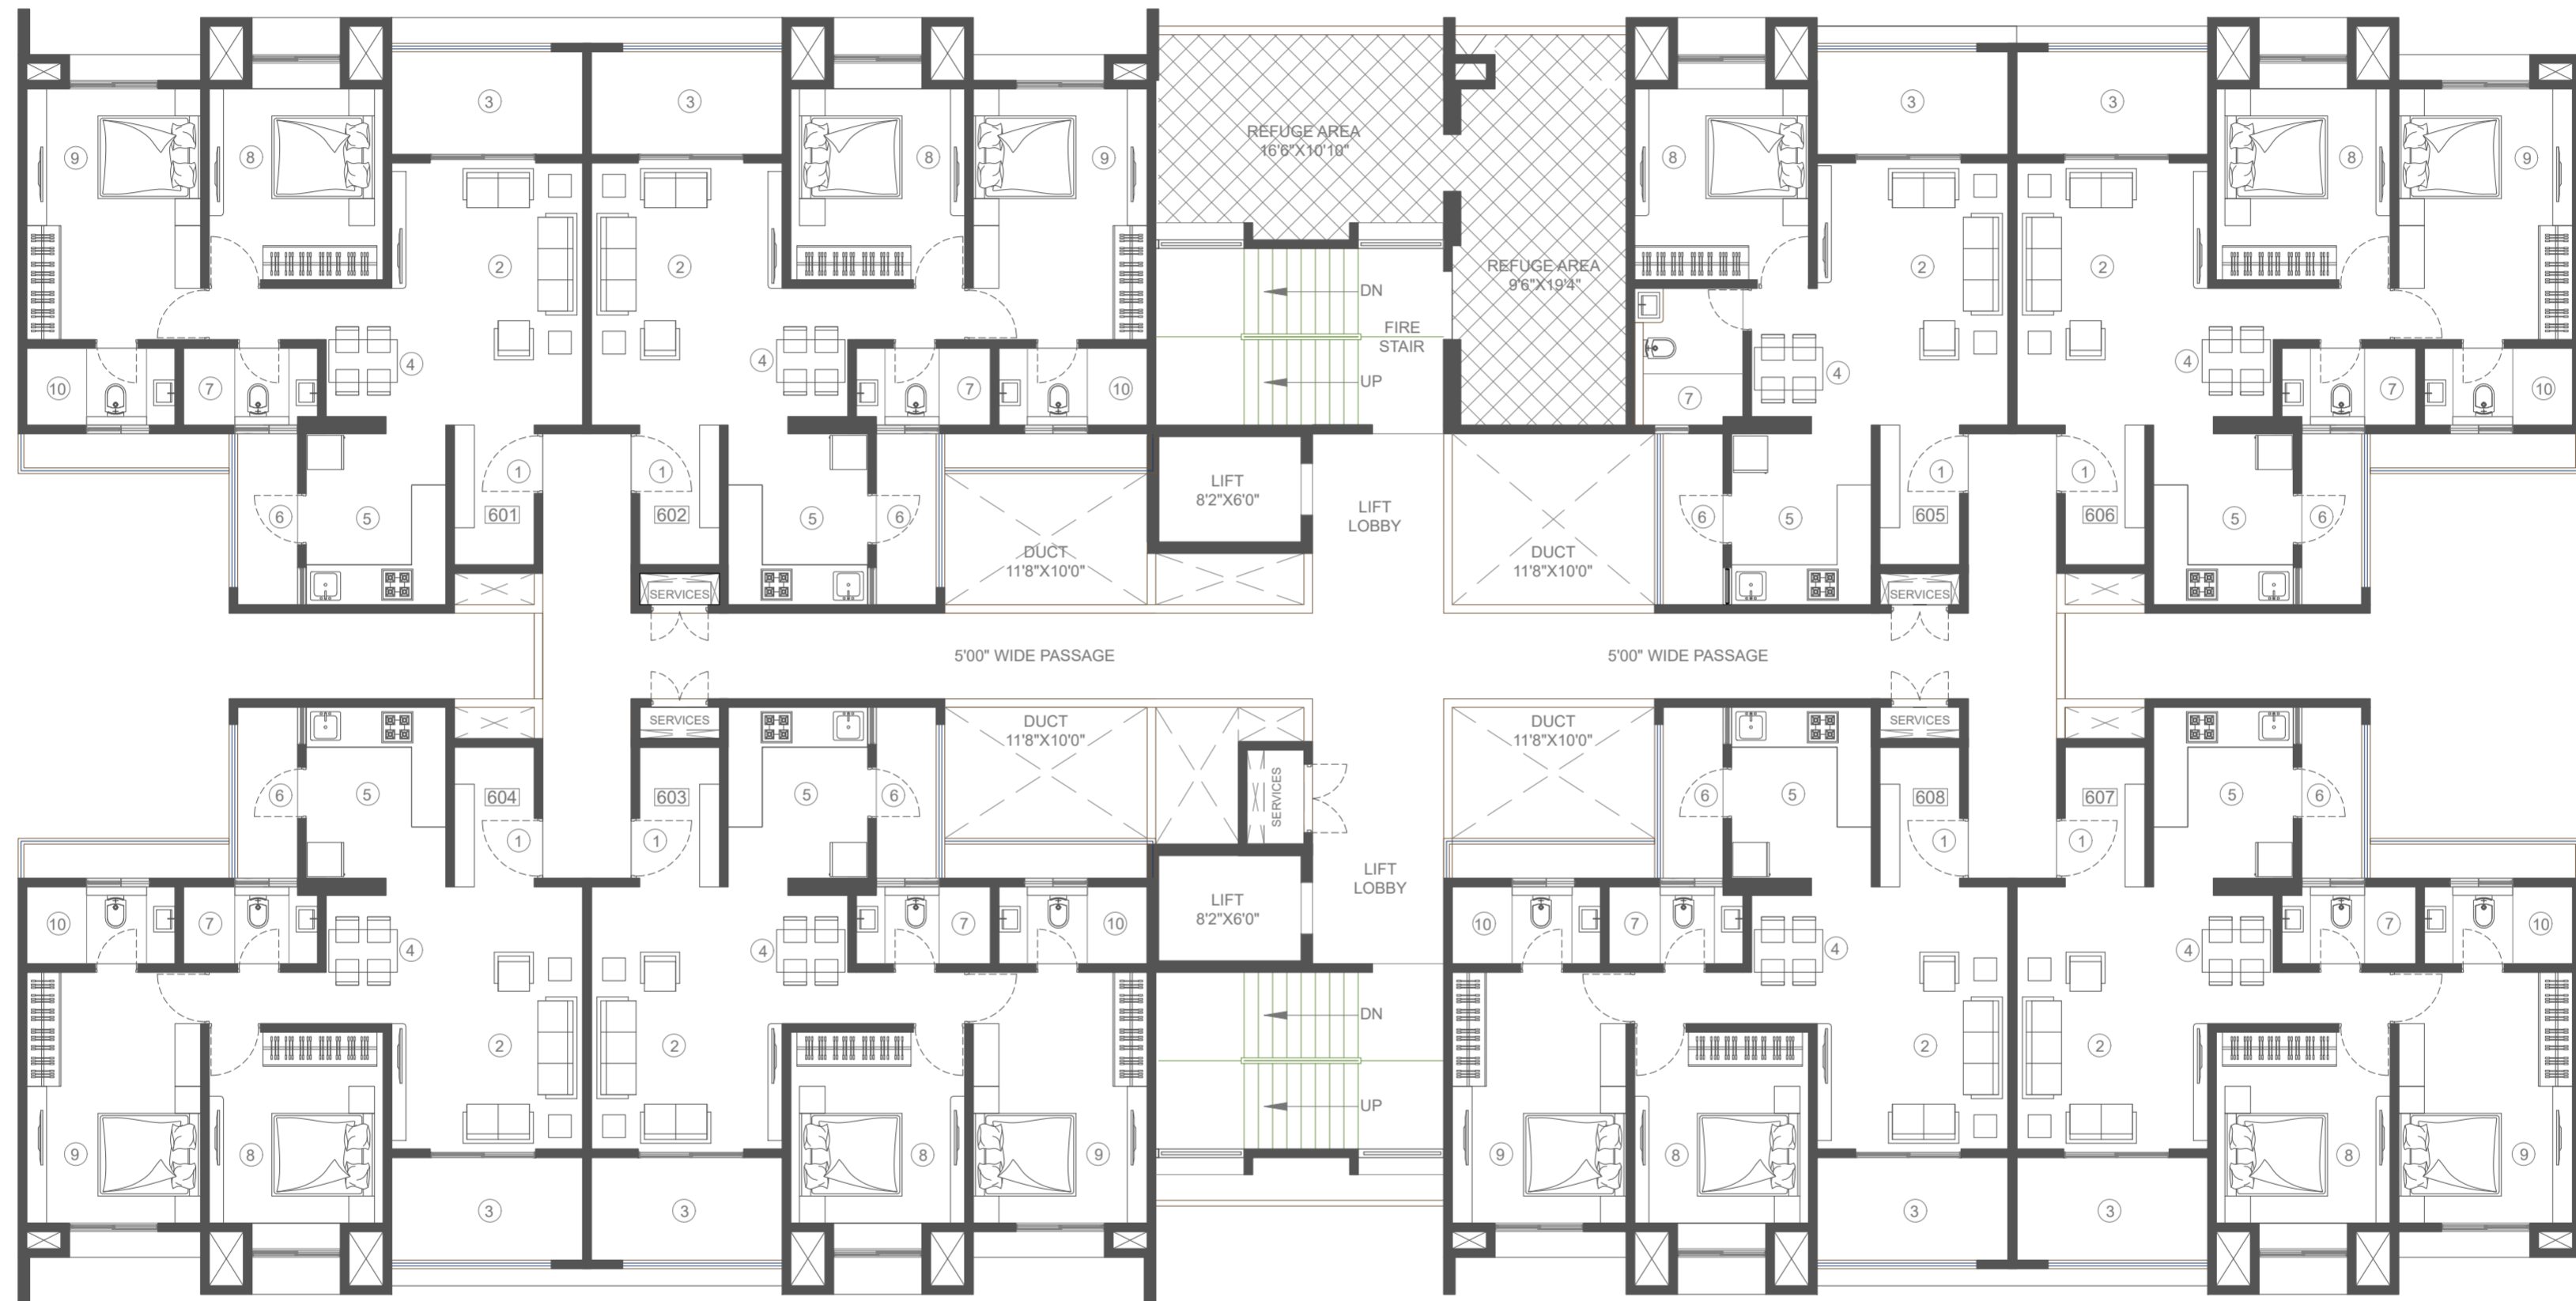 3
3
3
3
REFUGE AREA
16'6"X10'10"
9
8
8
9
8
8
9
2
2
REFUGE AREA
9'6"X19'4"
2
2
DN
FIRE
STAIR
4
4
4
4
UP
10
7
7
10
7
7
10
1
1
LIFT
8'2"X6'0"
LIFT
LOBBY
1
1
6
5
601
602
5
6
6
5
605
606
5
6
DUCT
11'8"X10'0"
DUCT
11'8"X10'0"
SERVICES
SERVICES
5'00" WIDE PASSAGE
5'00" WIDE PASSAGE
SERVICES
DUCT
11'8"X10'0"
DUCT
11'8"X10'0"
SERVICES
6
5
604
603
5
6
SERVICES
6
5
608
607
5
6
1
1
1
1
LIFT
LOBBY
LIFT
8'2"X6'0"
10
7
7
10
10
7
7
10
4
4
4
4
DN
2
2
2
2
UP
9
8
8
9
9
8
8
9
3
3
3
3